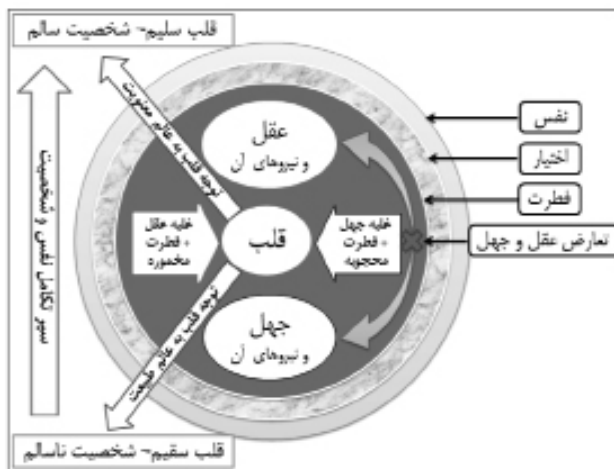 قلب سلیم- شخصیت سالم
نفس
اختیار
فطرت
تعارض عقل و جهل
عقل
و نیروهای آن
توجه قلب به عالم معنویت
غلبه جهل
+ فطرت
محجوبه
قلب
غلبه عقل
+ فطرت
مخموره
جهل
و نیروهای آن
توجه قلب به عالم طبیعت
سیر تکامل نفس و شخصیت
قلب سقیم- شخصیت ناسالم